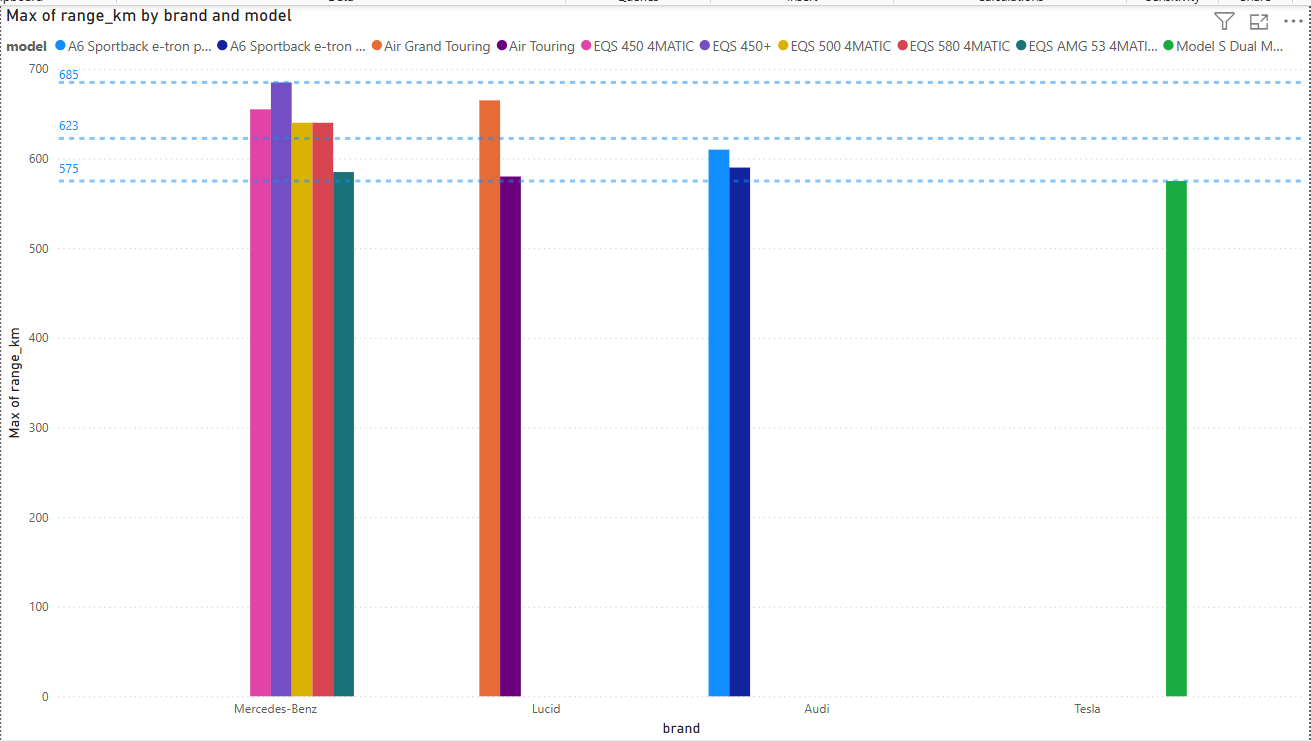 Max of range_km by brand and model
model A6 Sportback e-tron p... A6 Sportback e-tron ... Air Grand Touring Air Touring EQS 450 4MATIC EQS 450+ EQS 500 4MATIC EQS 580 4MATIC EQS AMG 53 4MATI... Model S Dual M...
700
685
623
600
575
500
400
300
200
100
0
Max of range_km
Mercedes-Benz Lucid Audi Tesla
brand